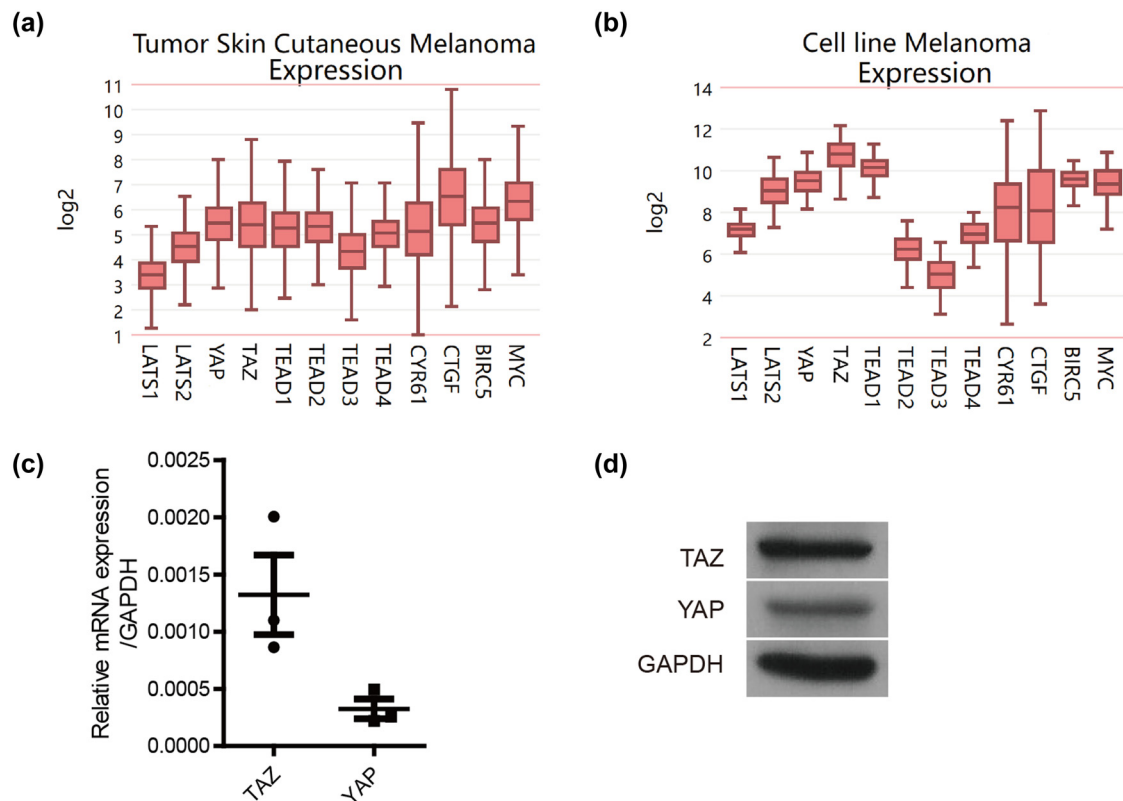 (a)
Tumor Skin Cutaneous Melanoma
Expression
log2
11
10
9
8
7
6
5
4
3
2
1
LATS1
LATS2
YAP
TAZ
TEAD1
TEAD2
TEAD3
TEAD4
CYR61
CTGF
BIRC5
MYC
(b)
Cell line Melanoma
Expression
log2
14
12
10
8
6
4
2
LATS1
LATS2
YAP
TAZ
TEAD1
TEAD2
TEAD3
TEAD4
CYR61
CTGF
BIRC5
MYC
(c)
Relative mRNA expression
/GAPDH
0.0025
0.0020
0.0015
0.0010
0.0005
0.0000
TAZ
YAP
(d)
TAZ
YAP
GAPDH